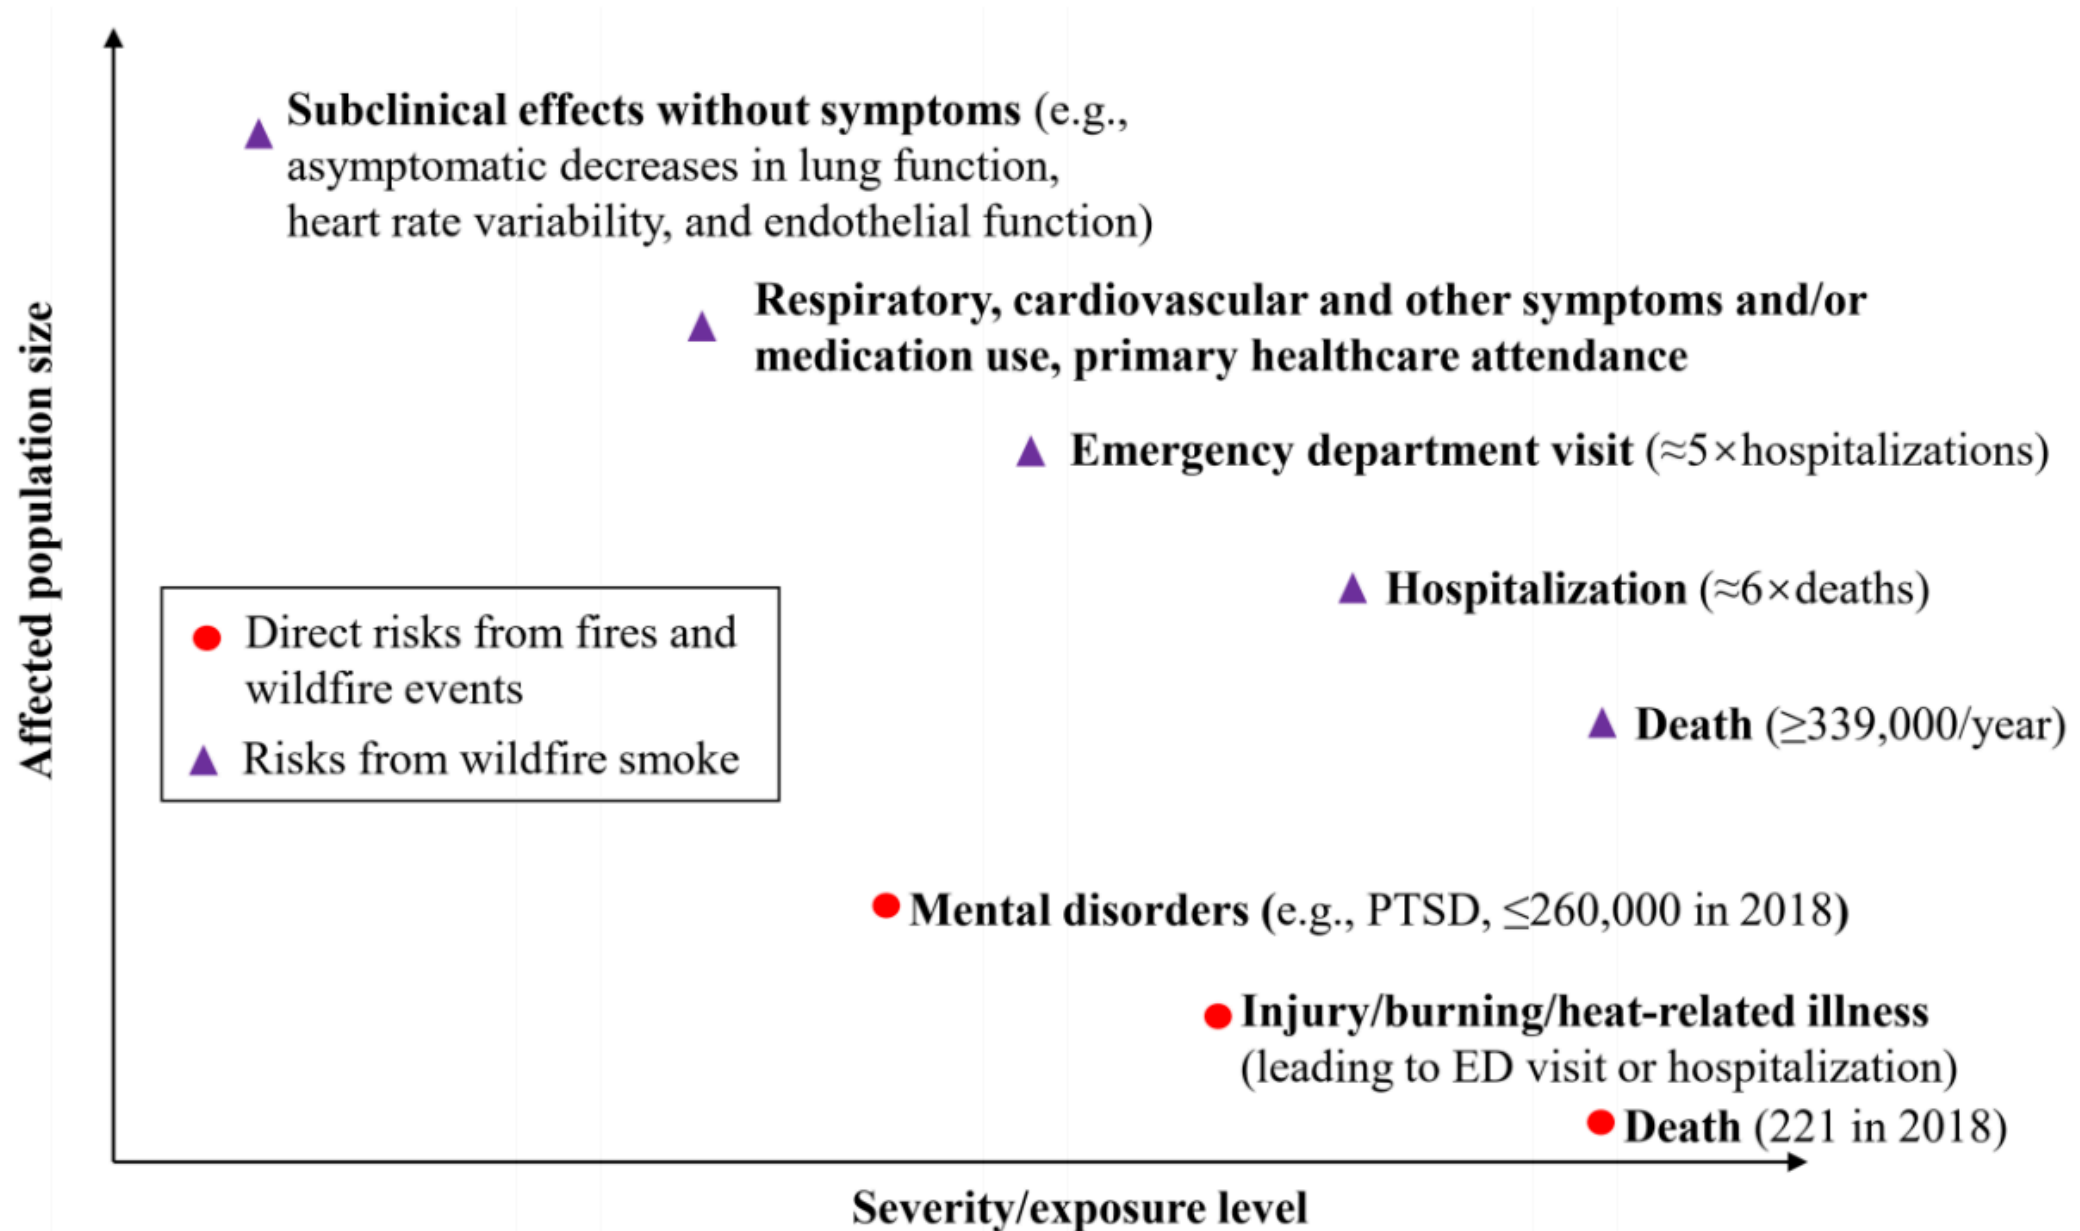 Subclinical effects without symptoms (e.g.,
asymptomatic decreases in lung function,
heart rate variability, and endothelial function)
Respiratory, cardiovascular and other symptoms and/or
medication use, primary healthcare attendance
Emergency department visit (≈5×hospitalizations)
Hospitalization (≈6×deaths)
Death (≥339,000/year)
Affected population size
Direct risks from fires and
wildfire events
Risks from wildfire smoke
Mental disorders (e.g., PTSD, ≤260,000 in 2018)
Injury/burning/heat-related illness
(leading to ED visit or hospitalization)
Death (221 in 2018)
Severity/exposure level